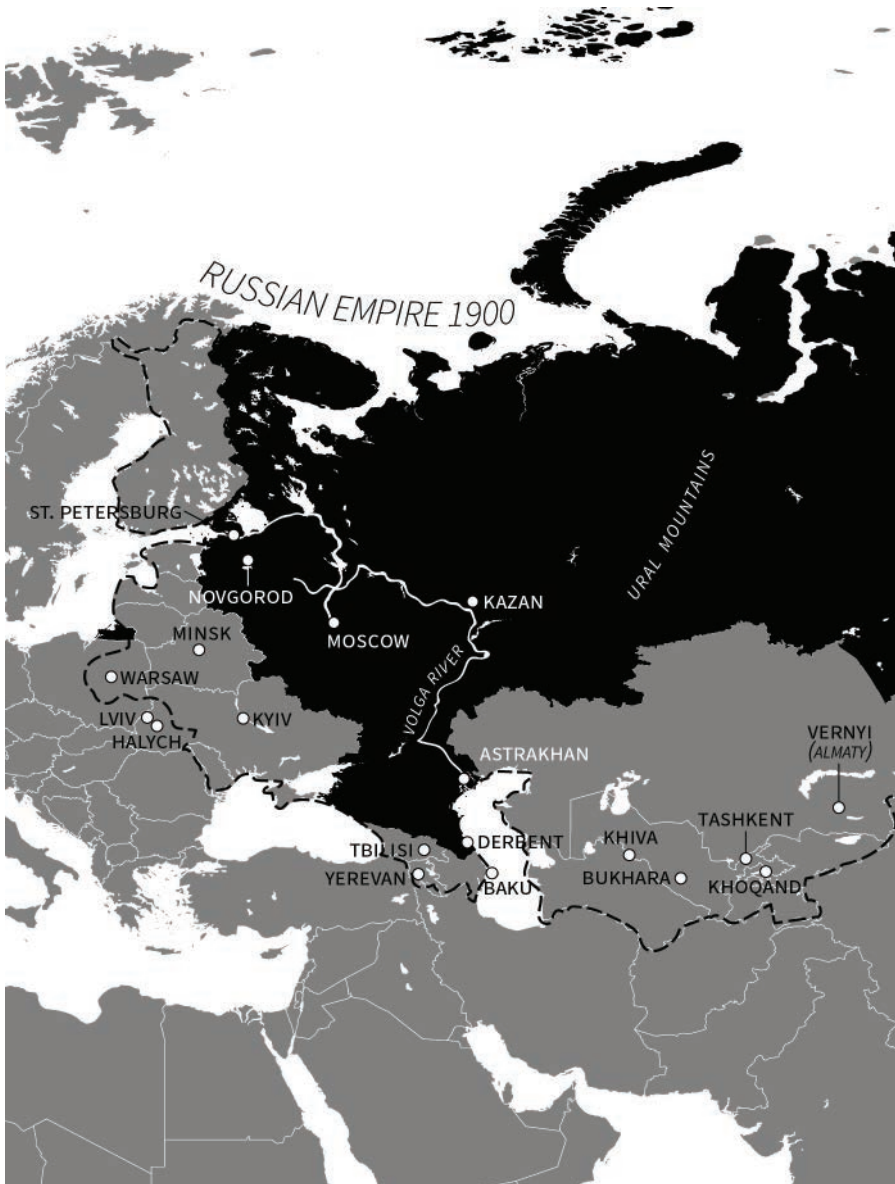 RUSSIAN EMPIRE 1900
URAL MOUNTAINS
ST. PETERSBURG
NOVGOROD
KAZAN
MOSCOW
MINSK
VOLGA RIVER
WARSAW
LVIV
KYIV
HALYCH
ASTRAKHAN
VERNYI
(ALMATY)
TASHKENT
DERBENT
KHIVA
TBILISI
YEREVAN
BAKU
BUKHARA
KHOQAND